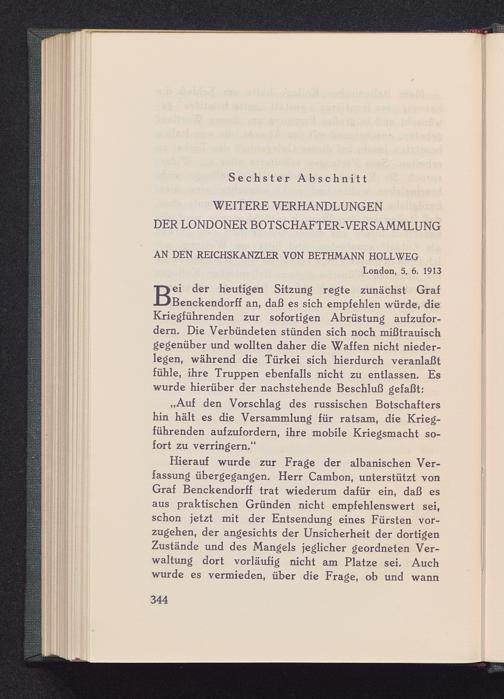 Sechster Abschnitt
WEITERE VERHANDLUNGEN
DER LONDONER BOTSCHAFTER-VERSAMMLUNG
AN DEN REICHSKANZLER VON BETHMANN HOLLWEG
London, 5. 6. 1913
Bei der heutigen Sitzung regte zunächst Graf
Benckendorff an, daß es sich empfehlen würde, die
Kriegführenden zur sofortigen Abrüstung aufzufor-
dern. Die Verbündeten stünden sich noch mißtrauisch
gegenüber und wollten daher die Waffen nicht nieder-
legen, während die Türkei sich hierdurch veranlaßt
fühle, ihre Truppen ebenfalls nicht zu entlassen. Es
wurde hierüber der nachstehende Beschluß gefaßt:
„Auf den Vorschlag des russischen Botschafters
hin hält es die Versammlung für ratsam, die Krieg-
führenden aufzufordern, ihre mobile Kriegsmacht so-
fort zu verringern."
Hierauf wurde zur Frage der albanischen Ver-
fassung übergegangen. Herr Cambon, unterstützt von
Graf Benckendorff trat wiederum dafür ein, daß es
aus praktischen Gründen nicht empfehlenswert sei,
schon jetzt mit der Entsendung eines Fürsten vor-
zugehen, der angesichts der Unsicherheit der dortigen
Zustände und des Mangels jeglicher geordneten Ver-
waltung dort vorläufig nicht am Platze sei. Auch
wurde es vermieden, über die Frage, ob und wann
344